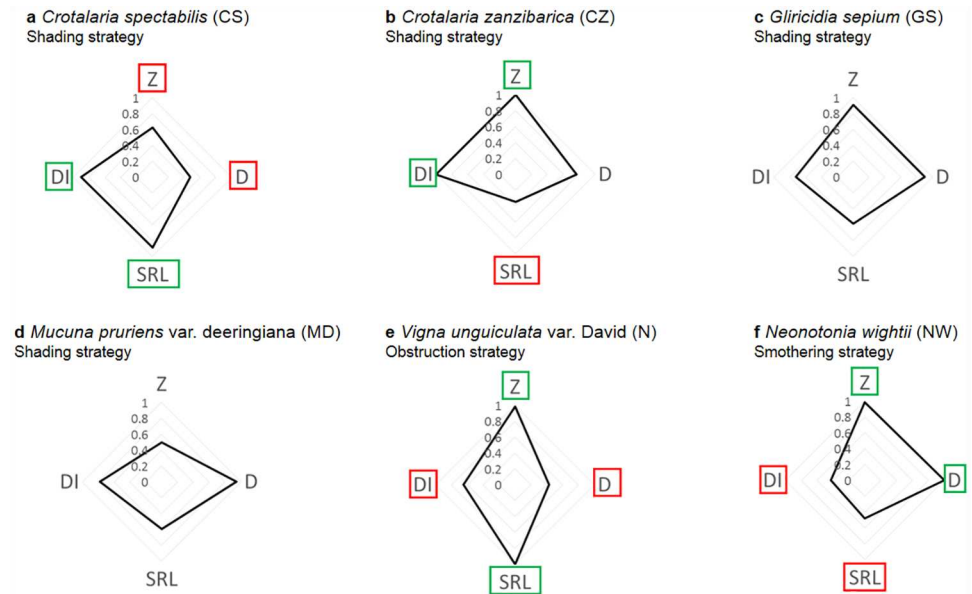 a Crotalaria spectabilis (CS)
Shading strategy
Z
1
0.8
0.6
0.4
0.2
0
DI
D
SRL
b Crotalaria zanzibarica (CZ)
Shading strategy
Z
1
0.8
0.6
0.4
0.2
0
DI
D
SRL
c Gliricidia sepium (GS)
Shading strategy
Z
1
0.8
0.6
0.4
0.2
0
DI
D
SRL
d Mucuna pruriens var. deeringiana (MD)
Shading strategy
Z
1
0.8
0.6
0.4
0.2
0
DI
D
SRL
e Vigna unguiculata var. David (N)
Obstruction strategy
Z
1
0.8
0.6
0.4
0.2
0
DI
D
SRL
f Neonotonia wightii (NW)
Smothering strategy
Z
1
0.8
0.6
0.4
0.2
0
DI
D
SRL